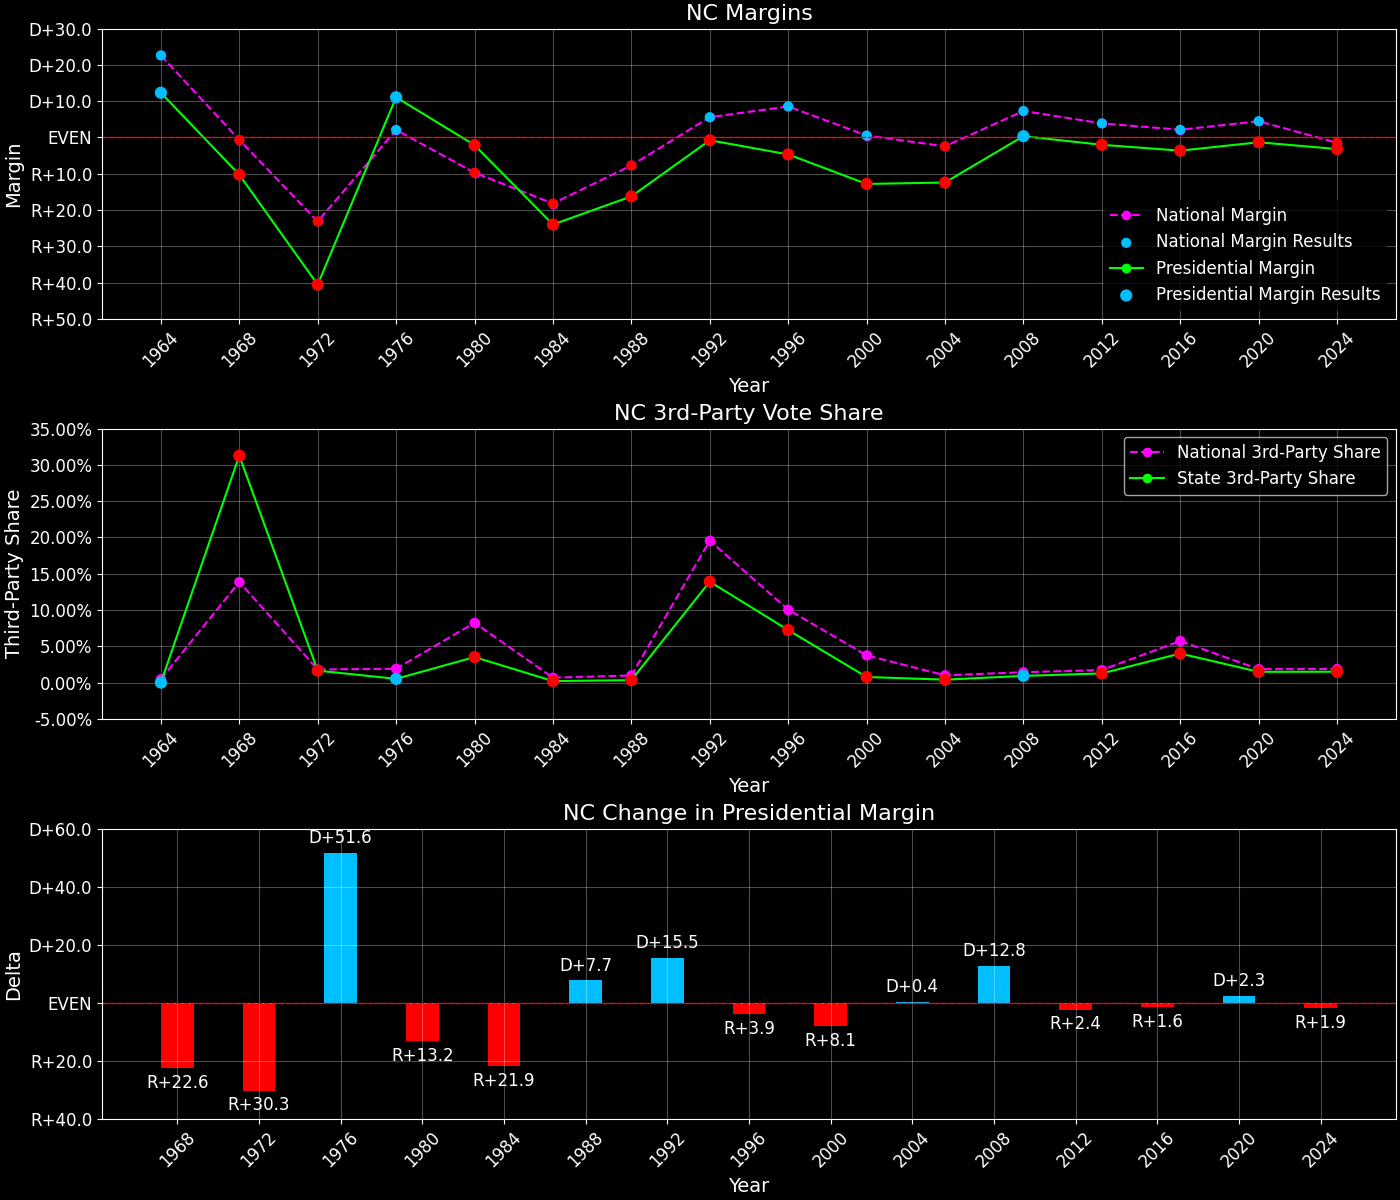 NC Margins
D+30.0
D+20.0
D+10.0
EVEN
R+10.0
R+20.0
R+30.0
R+40.0
R+50.0
Margin
National Margin
National Margin Results
Presidential Margin
Presidential Margin Results
1964 1968 1972 1976 1980 1984 1988 1992 1996 2000 2004 2008 2012 2016 2020 2024
Year
NC 3rd-Party Vote Share
35.00%
30.00%
25.00%
20.00%
15.00%
10.00%
5.00%
0.00%
-5.00%
Third-Party Share
National 3rd-Party Share
State 3rd-Party Share
1964 1968 1972 1976 1980 1984 1988 1992 1996 2000 2004 2008 2012 2016 2020 2024
Year
NC Change in Presidential Margin
D+60.0
D+40.0
D+20.0
EVEN
R+20.0
R+40.0
Delta
R+22.6
R+30.3
D+51.6
R+13.2
R+21.9
D+7.7
D+15.5
R+3.9
R+8.1
D+0.4
D+12.8
R+2.4
R+1.6
D+2.3
R+1.9
1968 1972 1976 1980 1984 1988 1992 1996 2000 2004 2008 2012 2016 2020 2024
Year